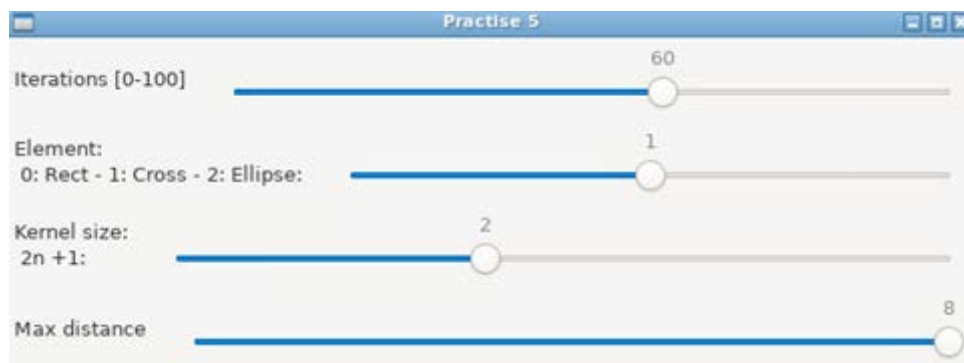 Practise 5
60
Iterations [0-100]
1
Element:
0: Rect - 1: Cross - 2: Ellipse:
2
Kernel size:
2n +1:
8
Max distance